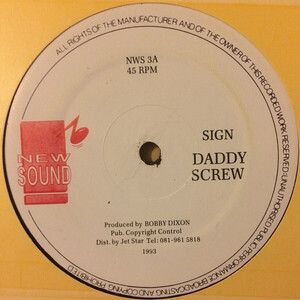 ALL RIGHTS OF THE MANUFACTURER AND OF THE OWNER OF THIS RECORDED WORK RESERVED UNAUTHORISED PUBLIC PERFORMANCE BROADCASTING AND COPYING PROHIBITED
NWS 3A
45 RPM
NEW
SOUND
SIGN
DADDY
SCREW
Produced by BOBBY DIXON
Pub. Copyright Control
Dist. by Jet Star Tel: 081-961 5818
1993